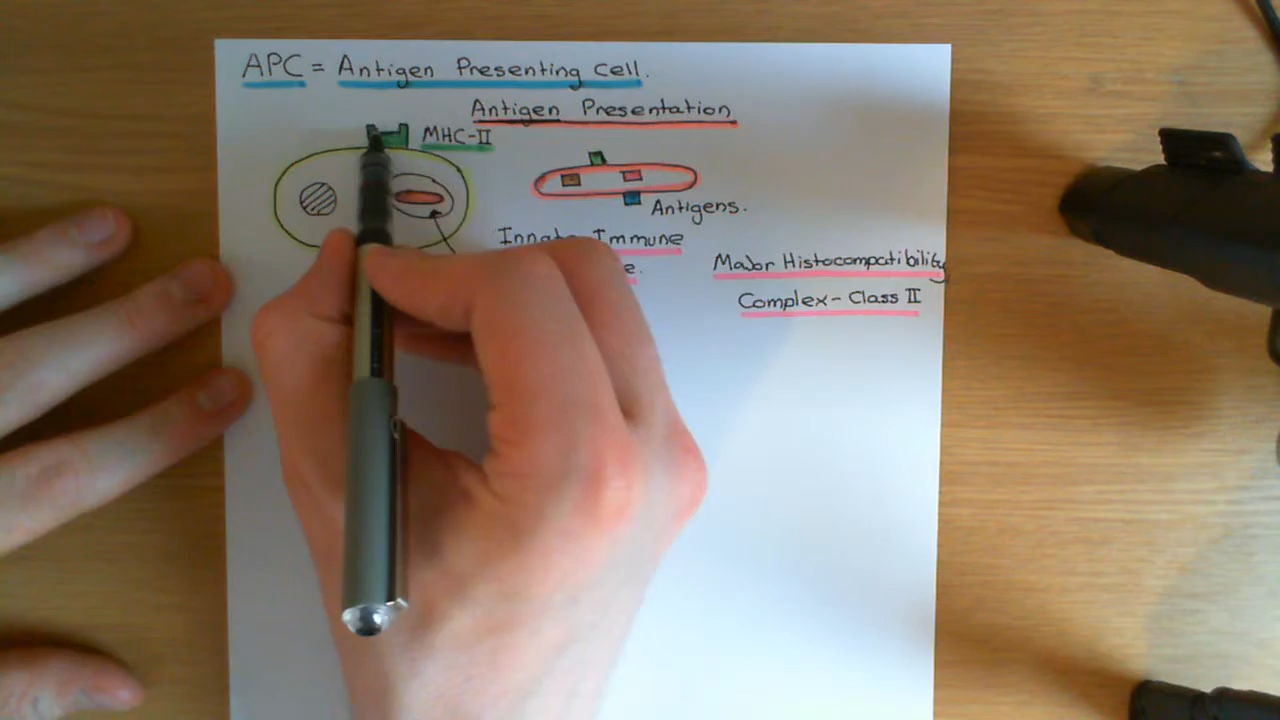 APC = Antigen Presenting Cell.
Antigen Presentation
MHC-II
Antigens.
Immune
Major Histocompatibility
Complex - Class II